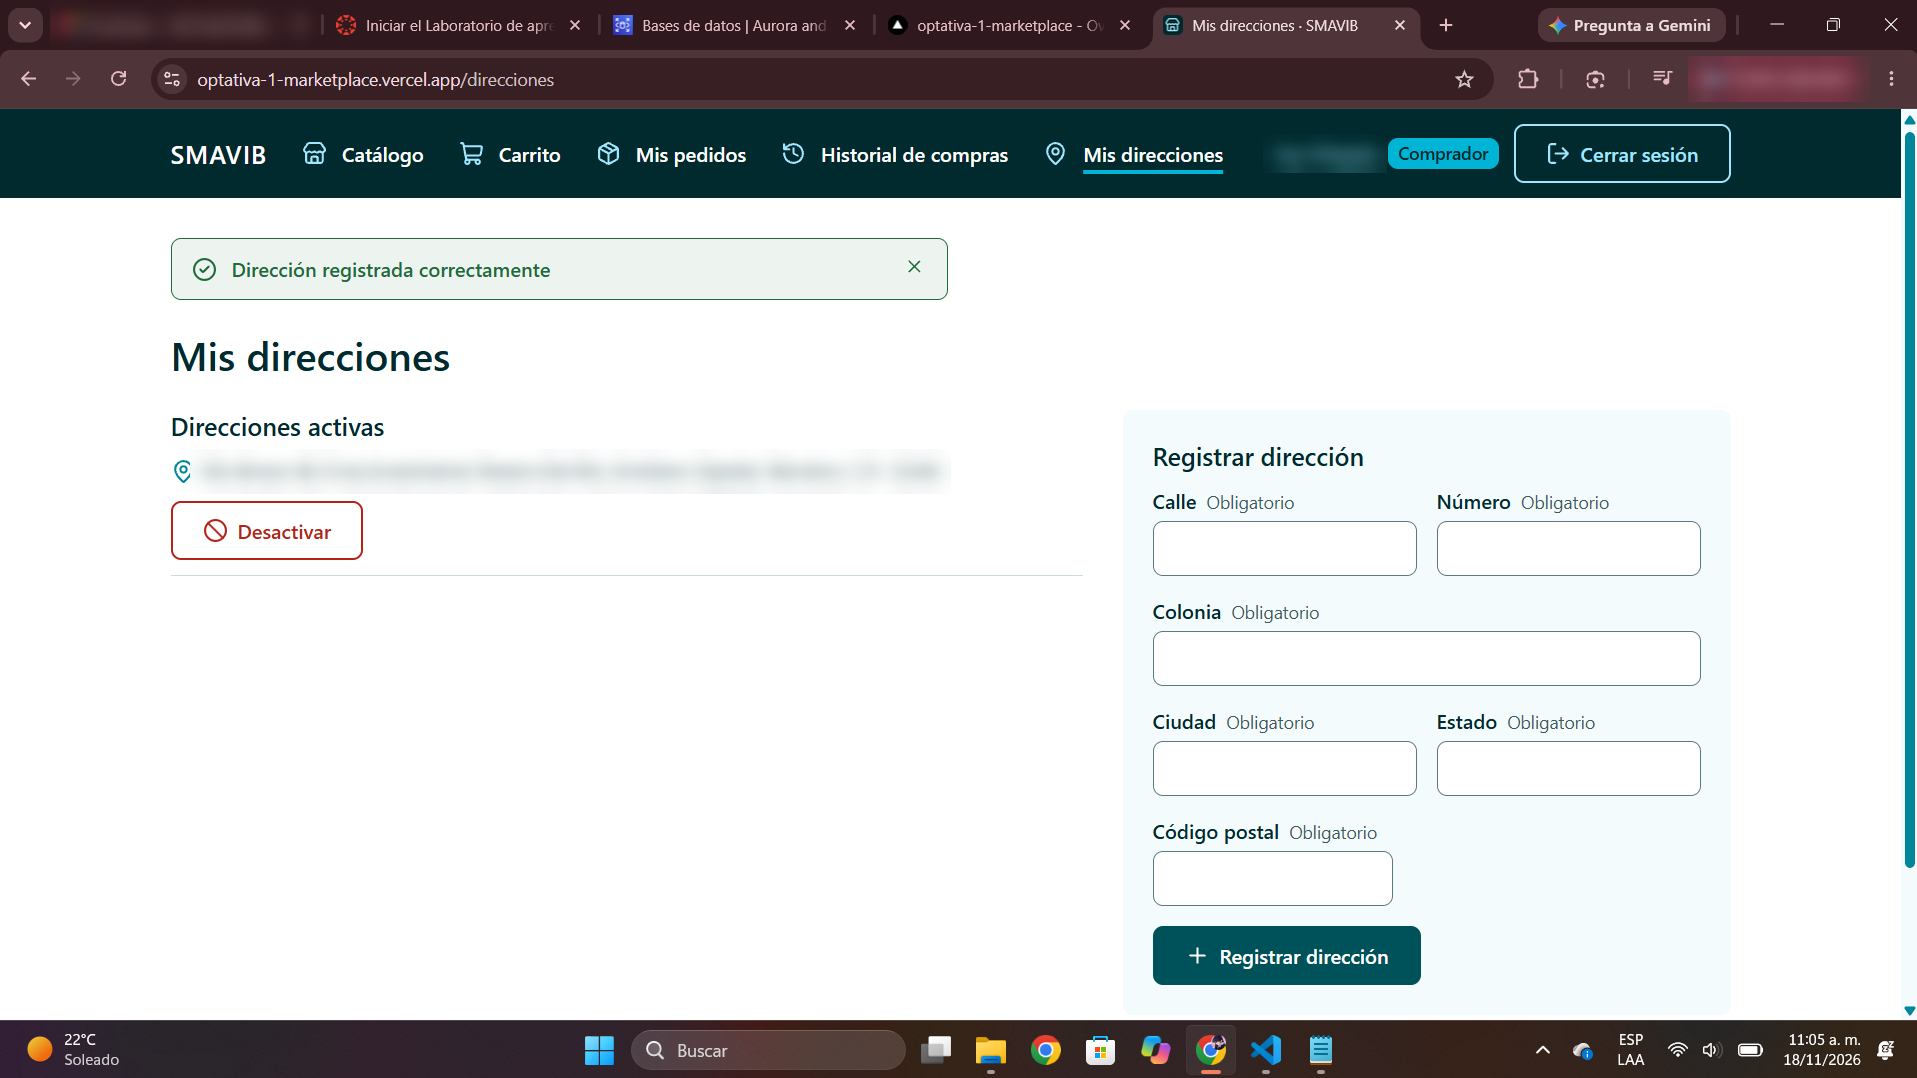 Iniciar el Laboratorio de apre
Bases de datos | Aurora and
optativa-1-marketplace - Ov
Mis direcciones · SMAVIB
Pregunta a Gemini
optativa-1-marketplace.vercel.app/direcciones
SMAVIB
Catálogo
Carrito
Mis pedidos
Historial de compras
Mis direcciones
Comprador
Cerrar sesión
Dirección registrada correctamente
Mis direcciones
Direcciones activas
Desactivar
Registrar dirección
Calle Obligatorio
Número Obligatorio
Colonia Obligatorio
Ciudad Obligatorio
Estado Obligatorio
Código postal Obligatorio
Registrar dirección
22°C
Soleado
Buscar
ESP
LAA
11:05 a. m.
18/11/2026